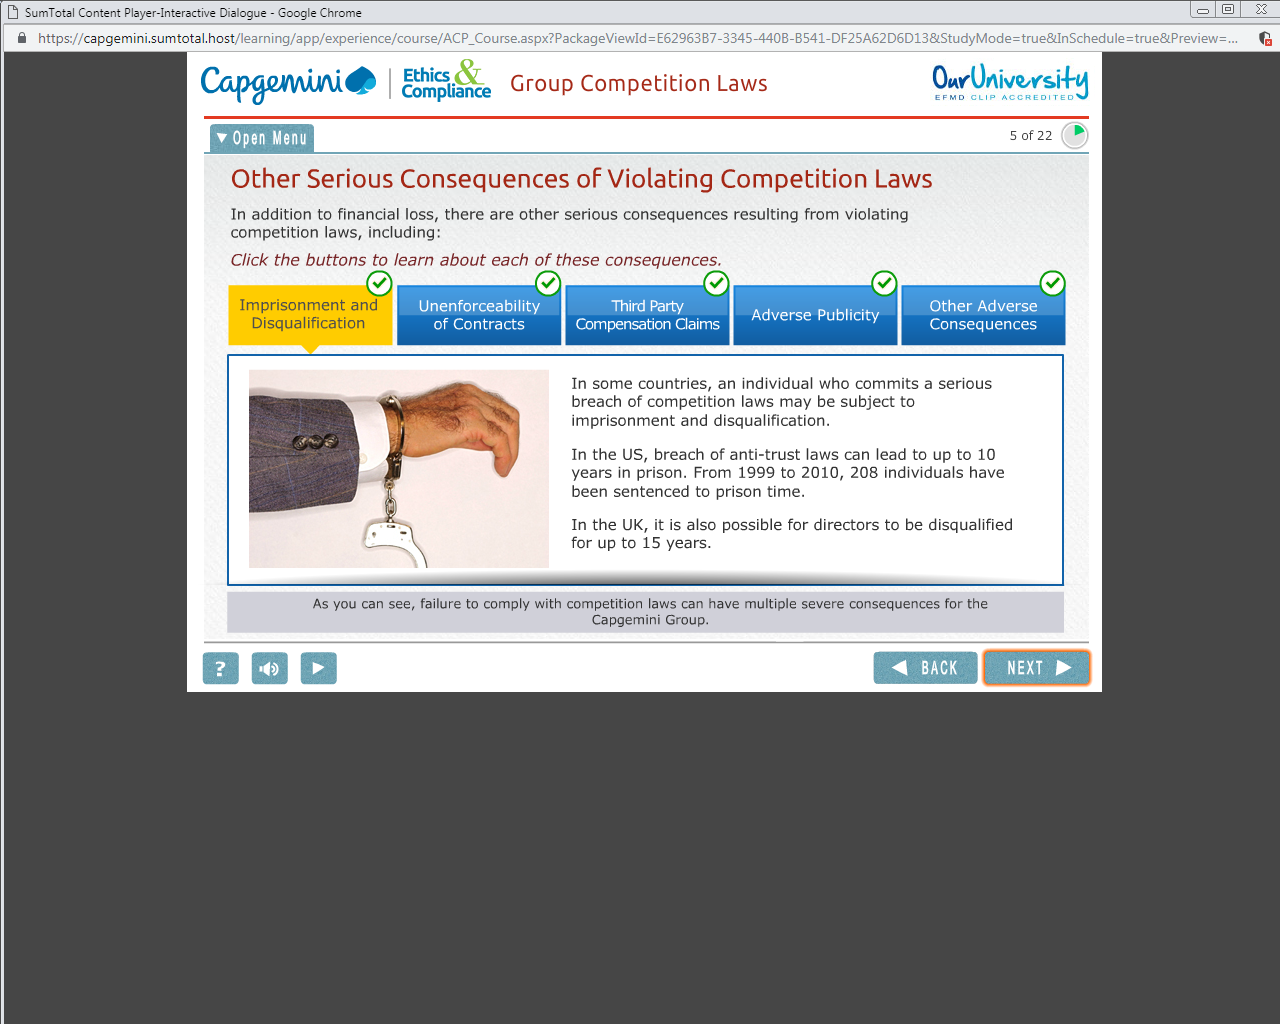 SumTotal Content Player-Interactive Dialogue - Google Chrome
https://capgemini.sumtotal.host/learning/app/experience/course/ACP_Course.aspx?PackageViewId=E62963B7-3345-440B-B541-DF25A62D6D13&StudyMode=true&InSchedule=true&Preview=...
Capgemini
Ethics &
Compliance
Group Competition Laws
OurUniversity
EFMD CLIP ACCREDITED
Open Menu
5 of 22
Other Serious Consequences of Violating Competition Laws
In addition to financial loss, there are other serious consequences resulting from violating
competition laws, including:
Click the buttons to learn about each of these consequences.
Imprisonment and
Disqualification
Unenforceability
of Contracts
Third Party
Compensation Claims
Adverse Publicity
Other Adverse
Consequences
In some countries, an individual who commits a serious
breach of competition laws may be subject to
imprisonment and disqualification.
In the US, breach of anti-trust laws can lead to up to 10
years in prison. From 1999 to 2010, 208 individuals have
been sentenced to prison time.
In the UK, it is also possible for directors to be disqualified
for up to 15 years.
As you can see, failure to comply with competition laws can have multiple severe consequences for the
Capgemini Group.
?
BACK
NEXT